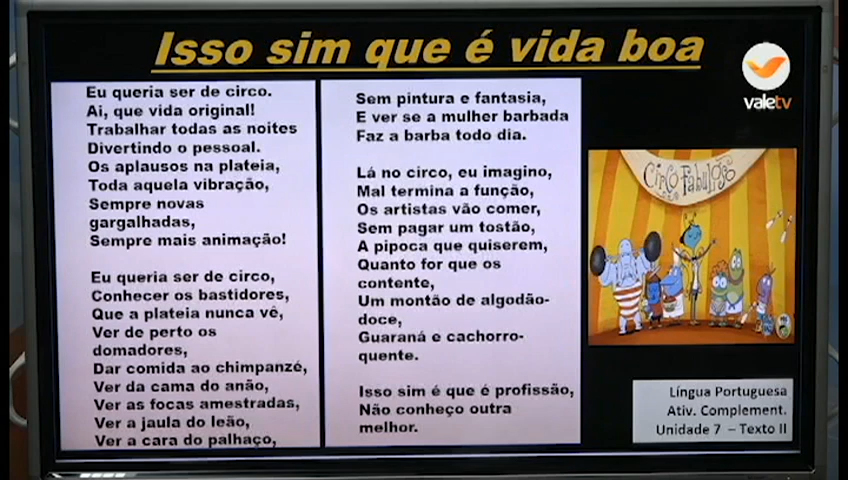 Isso sim que é vida boa
Eu queria ser de circo.
Ai, que vida original!
Trabalhar todas as noites
Divertindo o pessoal.
Os aplausos na plateia,
Toda aquela vibração,
Sempre novas
gargalhadas,
Sempre mais animação!
Eu queria ser de circo,
Conhecer os bastidores,
Que a plateia nunca vê,
Ver de perto os
domadores,
Dar comida ao chimpanzé,
Ver da cama do anão,
Ver as focas amestradas,
Ver a jaula do leão,
Ver a cara do palhaço,
Sem pintura e fantasia,
E ver se a mulher barbada
Faz a barba todo dia.
Lá no circo, eu imagino,
Mal termina a função,
Os artistas vão comer,
Sem pagar um tostão,
A pipoca que quiserem,
Quanto for que os
contente,
Um montão de algodão-
doce,
Guaraná e cachorro-
quente.
Isso sim é que é profissão,
Não conheço outra
melhor.
valetv
CIRCO FABULOSO
Língua Portuguesa
Ativ. Complement.
Unidade 7 – Texto II